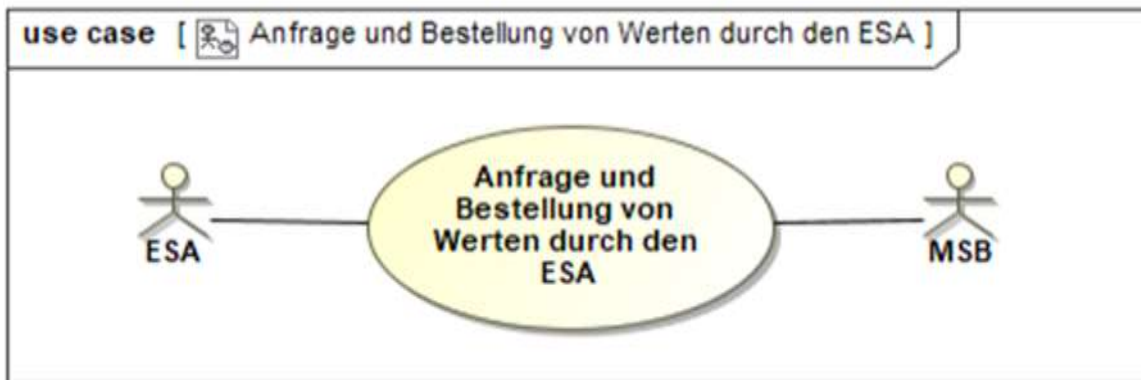 use case [ Anfrage und Bestellung von Werten durch den ESA ]
Anfrage und
Bestellung von
Werten durch den
ESA
ESA
MSB